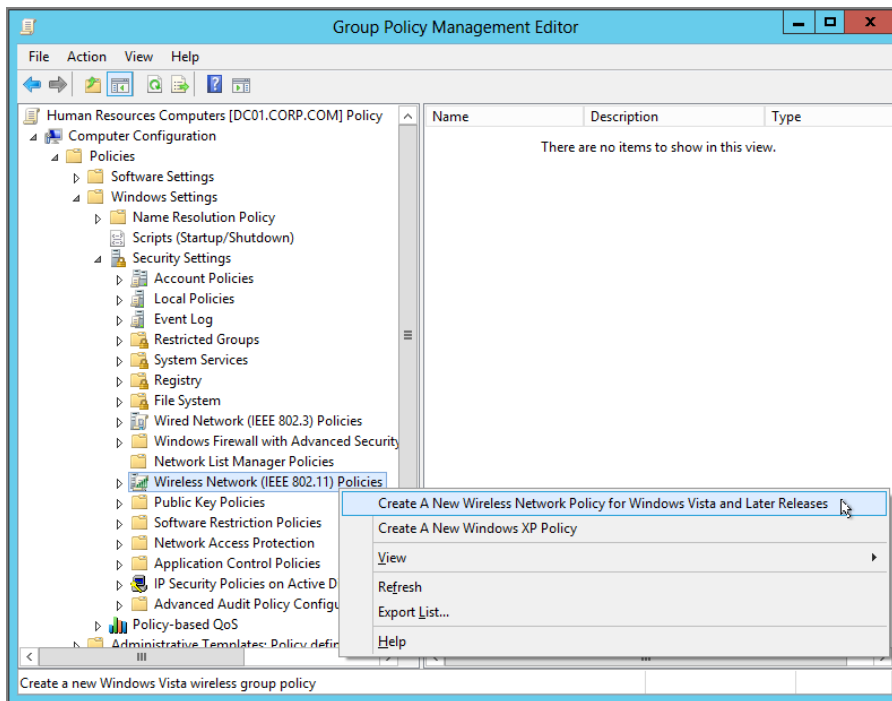 Group Policy Management Editor
File Action View Help
Human Resources Computers [DC01.CORP.COM] Policy
Computer Configuration
Policies
Software Settings
Windows Settings
Name Resolution Policy
Scripts (Startup/Shutdown)
Security Settings
Account Policies
Local Policies
Event Log
Restricted Groups
System Services
Registry
File System
Wired Network (IEEE 802.3) Policies
Windows Firewall with Advanced Security
Network List Manager Policies
Wireless Network (IEEE 802.11) Policies
Public Key Policies
Software Restriction Policies
Network Access Protection
Application Control Policies
IP Security Policies on Active D
Advanced Audit Policy Configu
Policy-based QoS
Administrative Templates: Policy defin
Name Description Type
There are no items to show in this view.
Create A New Wireless Network Policy for Windows Vista and Later Releases
Create A New Windows XP Policy
View
Refresh
Export List...
Help
Create a new Windows Vista wireless group policy